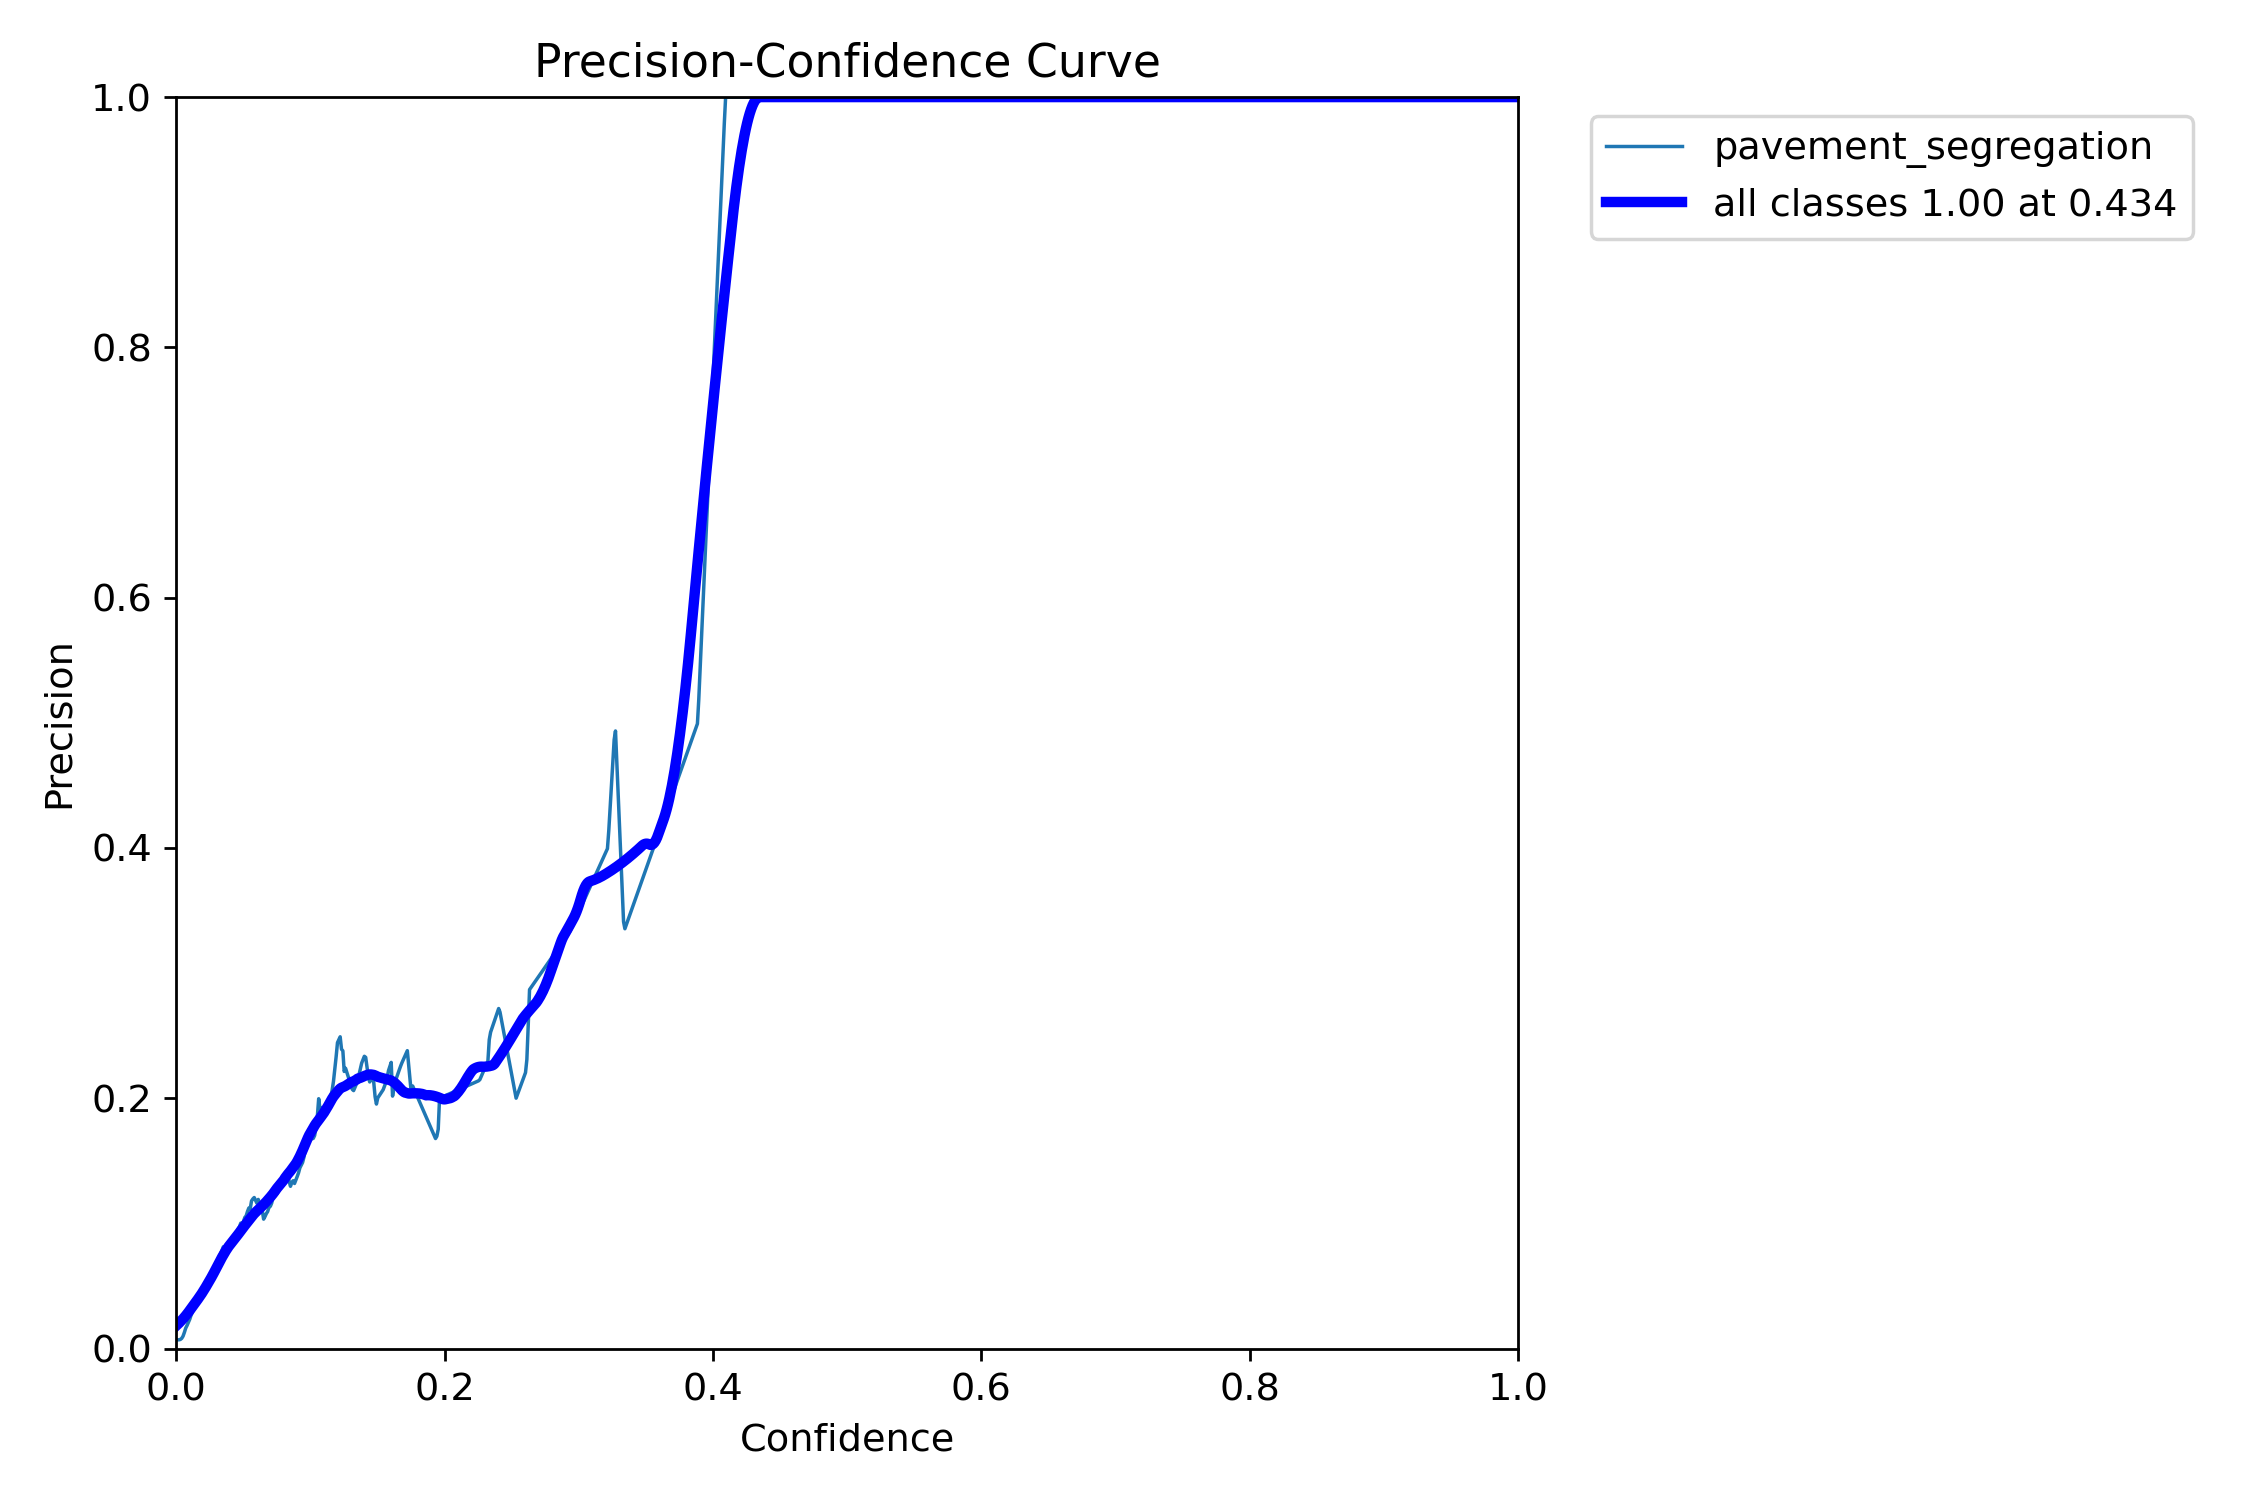 Precision-Confidence Curve
1.0
0.8
0.6
0.4
0.2
0.0
Precision
0.0 0.2 0.4 0.6 0.8 1.0
Confidence
pavement_segregation
all classes 1.00 at 0.434